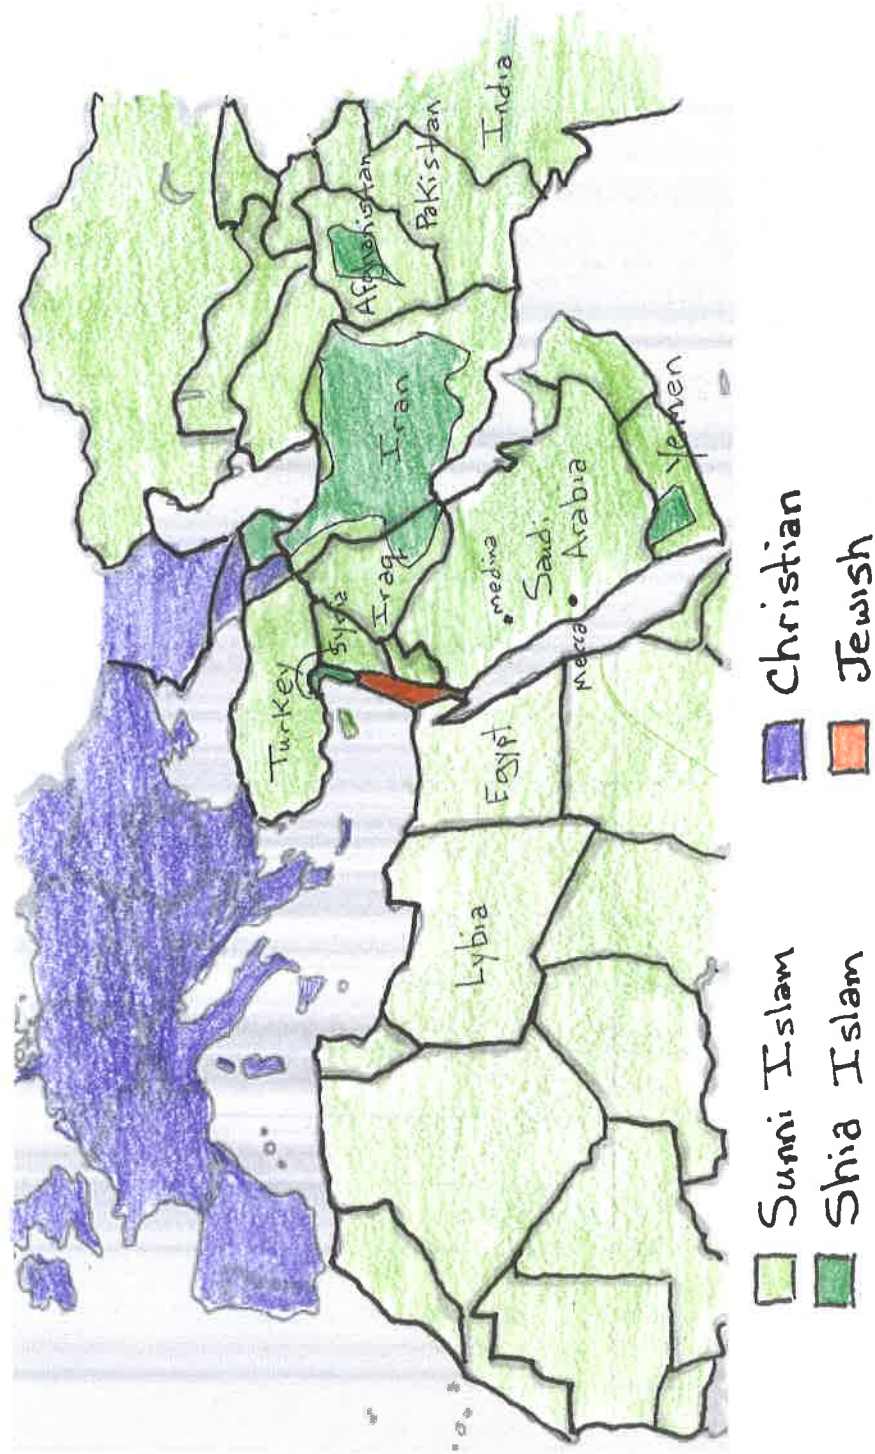 Turkey
Syria
Iraq
Iran
Afghanistan
Pakistan
India
Lybia
Egypt
medina
Saudi
Arabia
Mecca
Yemen
Sunni Islam
Christian
Shia Islam
Jewish